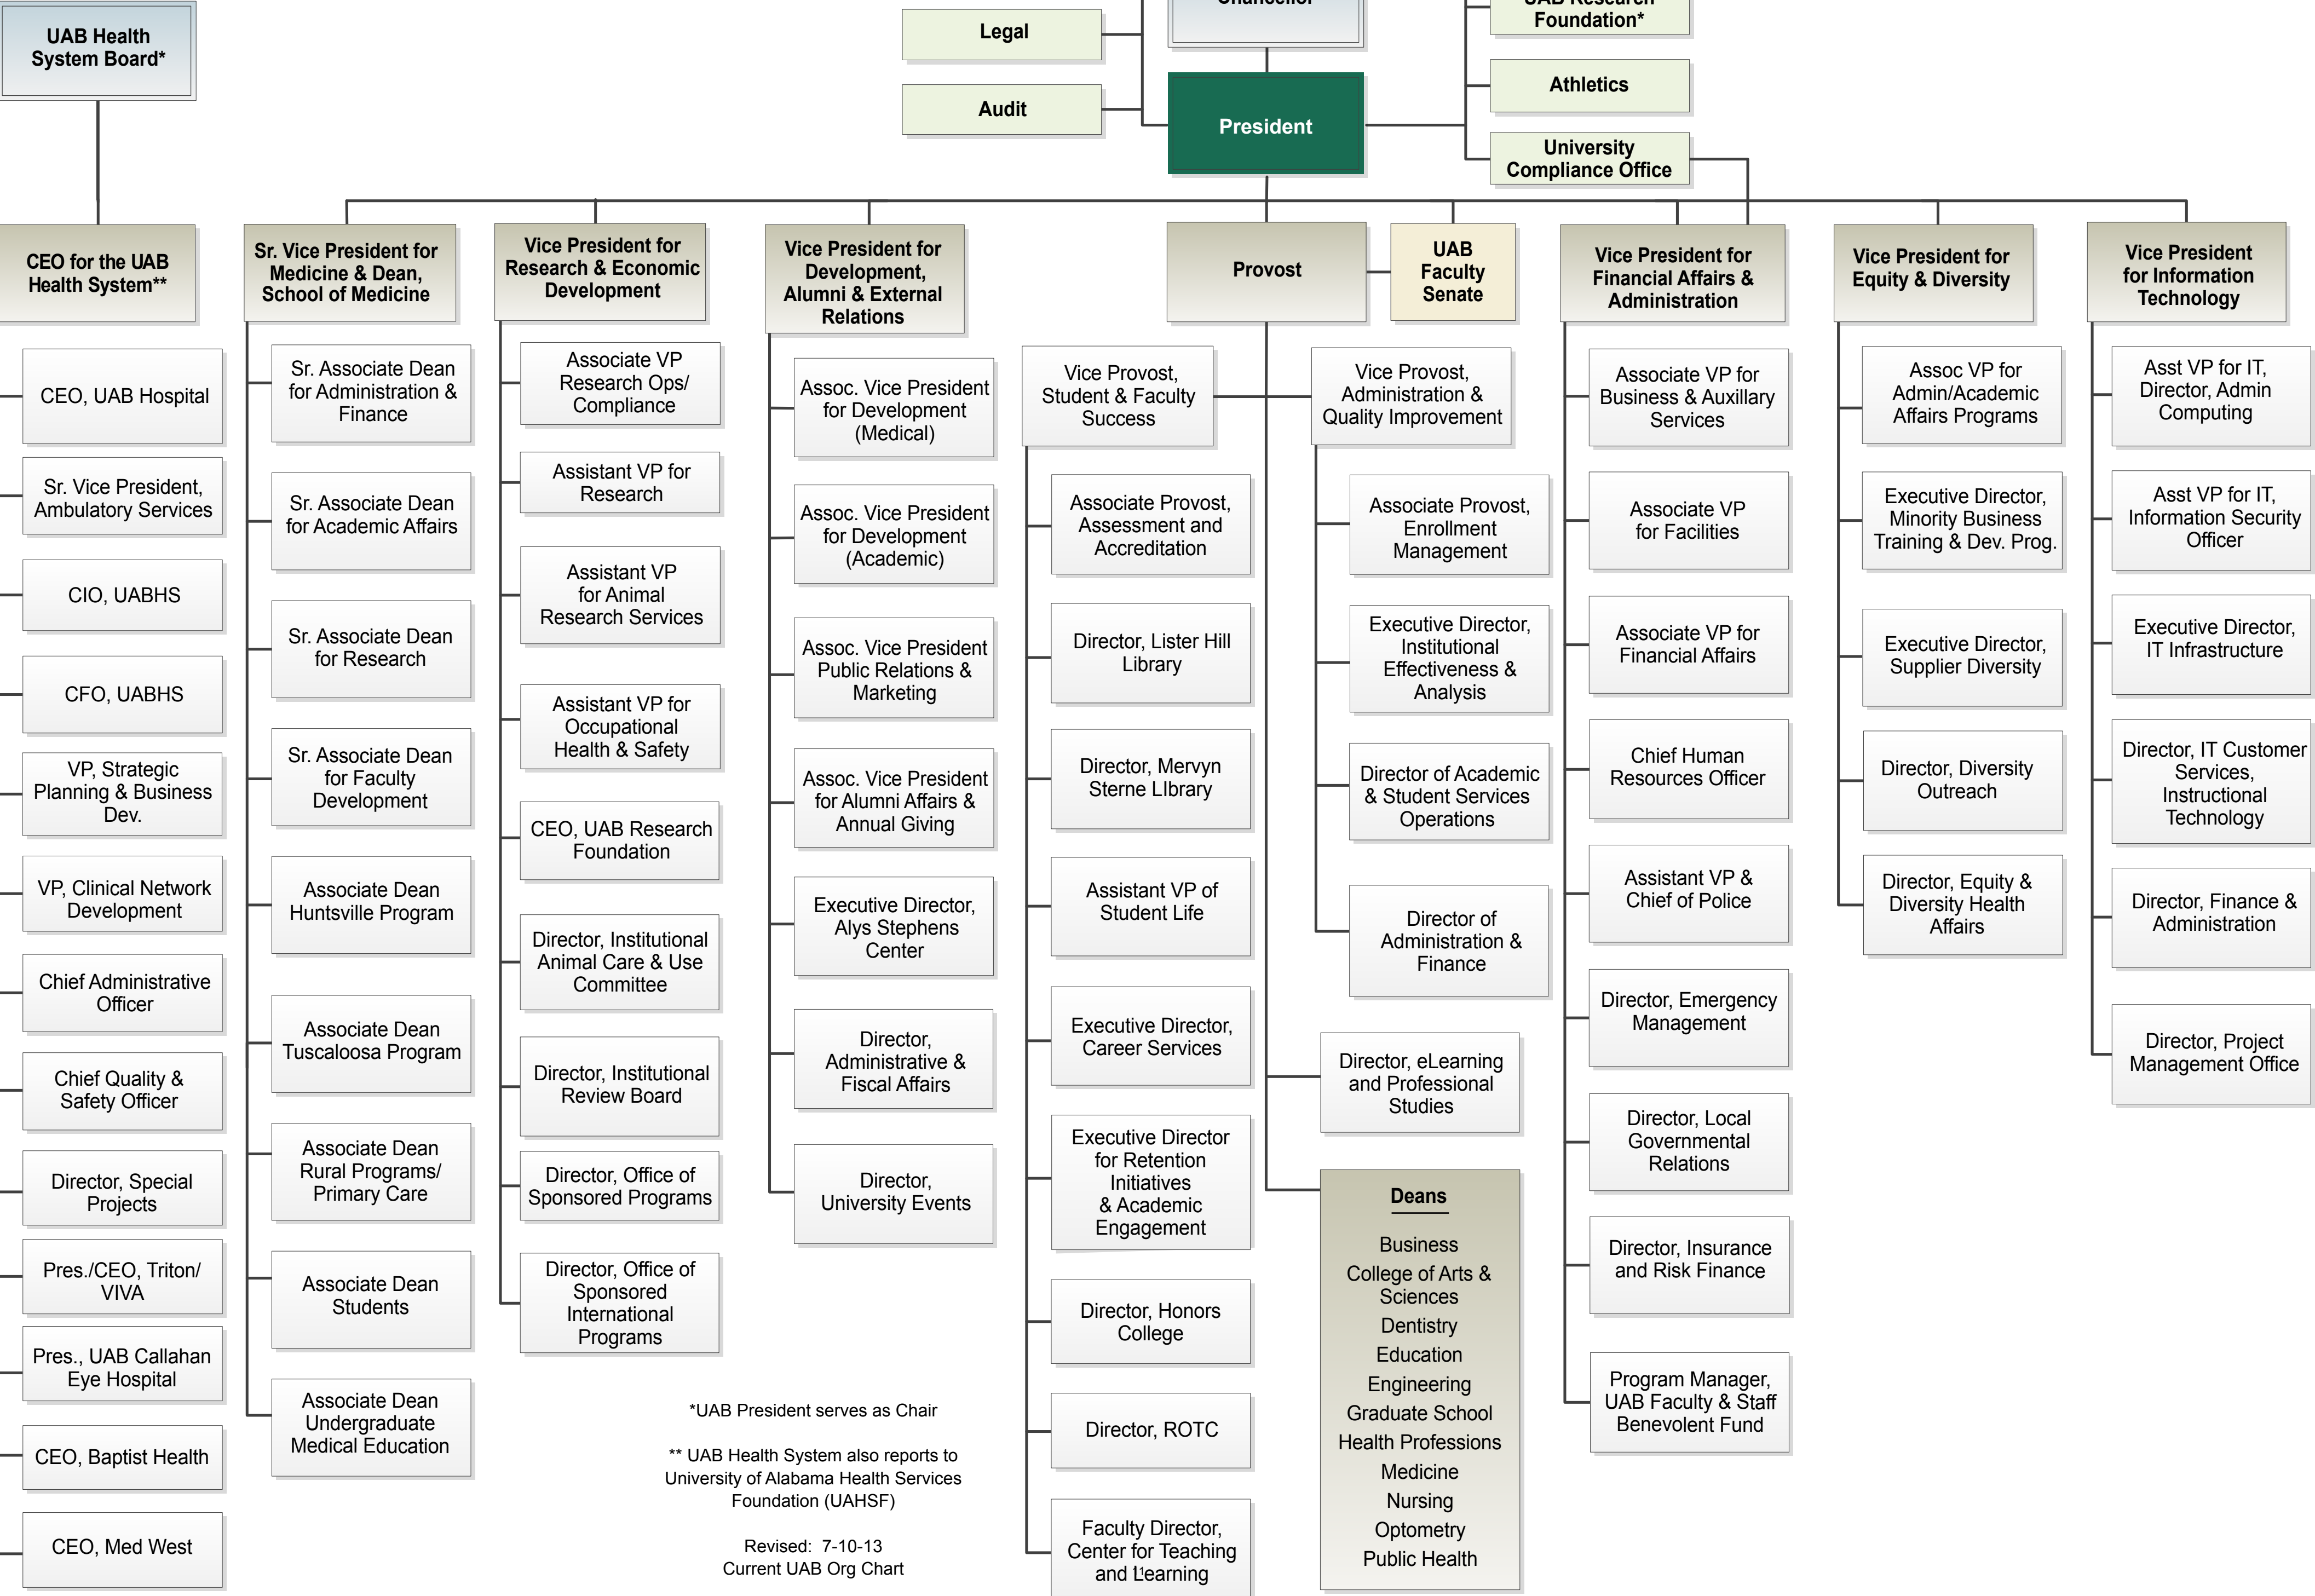 UAB Health
System Board*
Legal
Audit
Chancellor
President
UAB Research
Foundation*
Athletics
University
Compliance Office
CEO for the UAB
Health System**
CEO, UAB Hospital
Sr. Vice President,
Ambulatory Services
CIO, UABHS
CFO, UABHS
VP, Strategic
Planning & Business
Dev.
VP, Clinical Network
Development
Chief Administrative
Officer
Chief Quality &
Safety Officer
Director, Special
Projects
Pres./CEO, Triton/
VIVA
Pres., UAB Callahan
Eye Hospital
CEO, Baptist Health
CEO, Med West
Sr. Vice President for
Medicine & Dean,
School of Medicine
Sr. Associate Dean
for Administration &
Finance
Sr. Associate Dean
for Academic Affairs
Sr. Associate Dean
for Research
Sr. Associate Dean
for Faculty
Development
Associate Dean
Huntsville Program
Associate Dean
Tuscaloosa Program
Associate Dean
Rural Programs/
Primary Care
Associate Dean
Students
Associate Dean
Undergraduate
Medical Education
Vice President for
Research & Economic
Development
Associate VP
Research Ops/
Compliance
Assistant VP for
Research
Assistant VP
for Animal
Research Services
Assistant VP for
Occupational
Health & Safety
CEO, UAB Research
Foundation
Director, Institutional
Animal Care & Use
Committee
Director, Institutional
Review Board
Director, Office of
Sponsored Programs
Director, Office of
Sponsored
International
Programs
Vice President for
Development,
Alumni & External
Relations
Assoc. Vice President
for Development
(Medical)
Assoc. Vice President
for Development
(Academic)
Assoc. Vice President
Public Relations &
Marketing
Assoc. Vice President
for Alumni Affairs &
Annual Giving
Executive Director,
Alys Stephens
Center
Director,
Administrative &
Fiscal Affairs
Director,
University Events
*UAB President serves as Chair
** UAB Health System also reports to
University of Alabama Health Services
Foundation (UAHSF)
Revised: 7-10-13
Current UAB Org Chart
Provost
UAB
Faculty
Senate
Vice Provost,
Student & Faculty
Success
Associate Provost,
Assessment and
Accreditation
Director, Lister Hill
Library
Director, Mervyn
Sterne LIbrary
Assistant VP of
Student Life
Executive Director,
Career Services
Executive Director
for Retention
Initiatives
& Academic
Engagement
Director, Honors
College
Director, ROTC
Faculty Director,
Center for Teaching
and Learning
1
Vice Provost,
Administration &
Quality Improvement
Associate Provost,
Enrollment
Management
Executive Director,
Institutional
Effectiveness &
Analysis
Director of Academic
& Student Services
Operations
Director of
Administration &
Finance
Director, eLearning
and Professional
Studies
Deans
Business
College of Arts &
Sciences
Dentistry
Education
Engineering
Graduate School
Health Professions
Medicine
Nursing
Optometry
Public Health
Vice President for
Financial Affairs &
Administration
Associate VP for
Business & Auxillary
Services
Associate VP
for Facilities
Associate VP for
Financial Affairs
Chief Human
Resources Officer
Assistant VP &
Chief of Police
Director, Emergency
Management
Director, Local
Governmental
Relations
Director, Insurance
and Risk Finance
Program Manager,
UAB Faculty & Staff
Benevolent Fund
Vice President for
Equity & Diversity
Assoc VP for
Admin/Academic
Affairs Programs
Executive Director,
Minority Business
Training & Dev. Prog.
Executive Director,
Supplier Diversity
Director, Diversity
Outreach
Director, Equity &
Diversity Health
Affairs
Vice President
for Information
Technology
Asst VP for IT,
Director, Admin
Computing
Asst VP for IT,
Information Security
Officer
Executive Director,
IT Infrastructure
Director, IT Customer
Services,
Instructional
Technology
Director, Finance &
Administration
Director, Project
Management Office